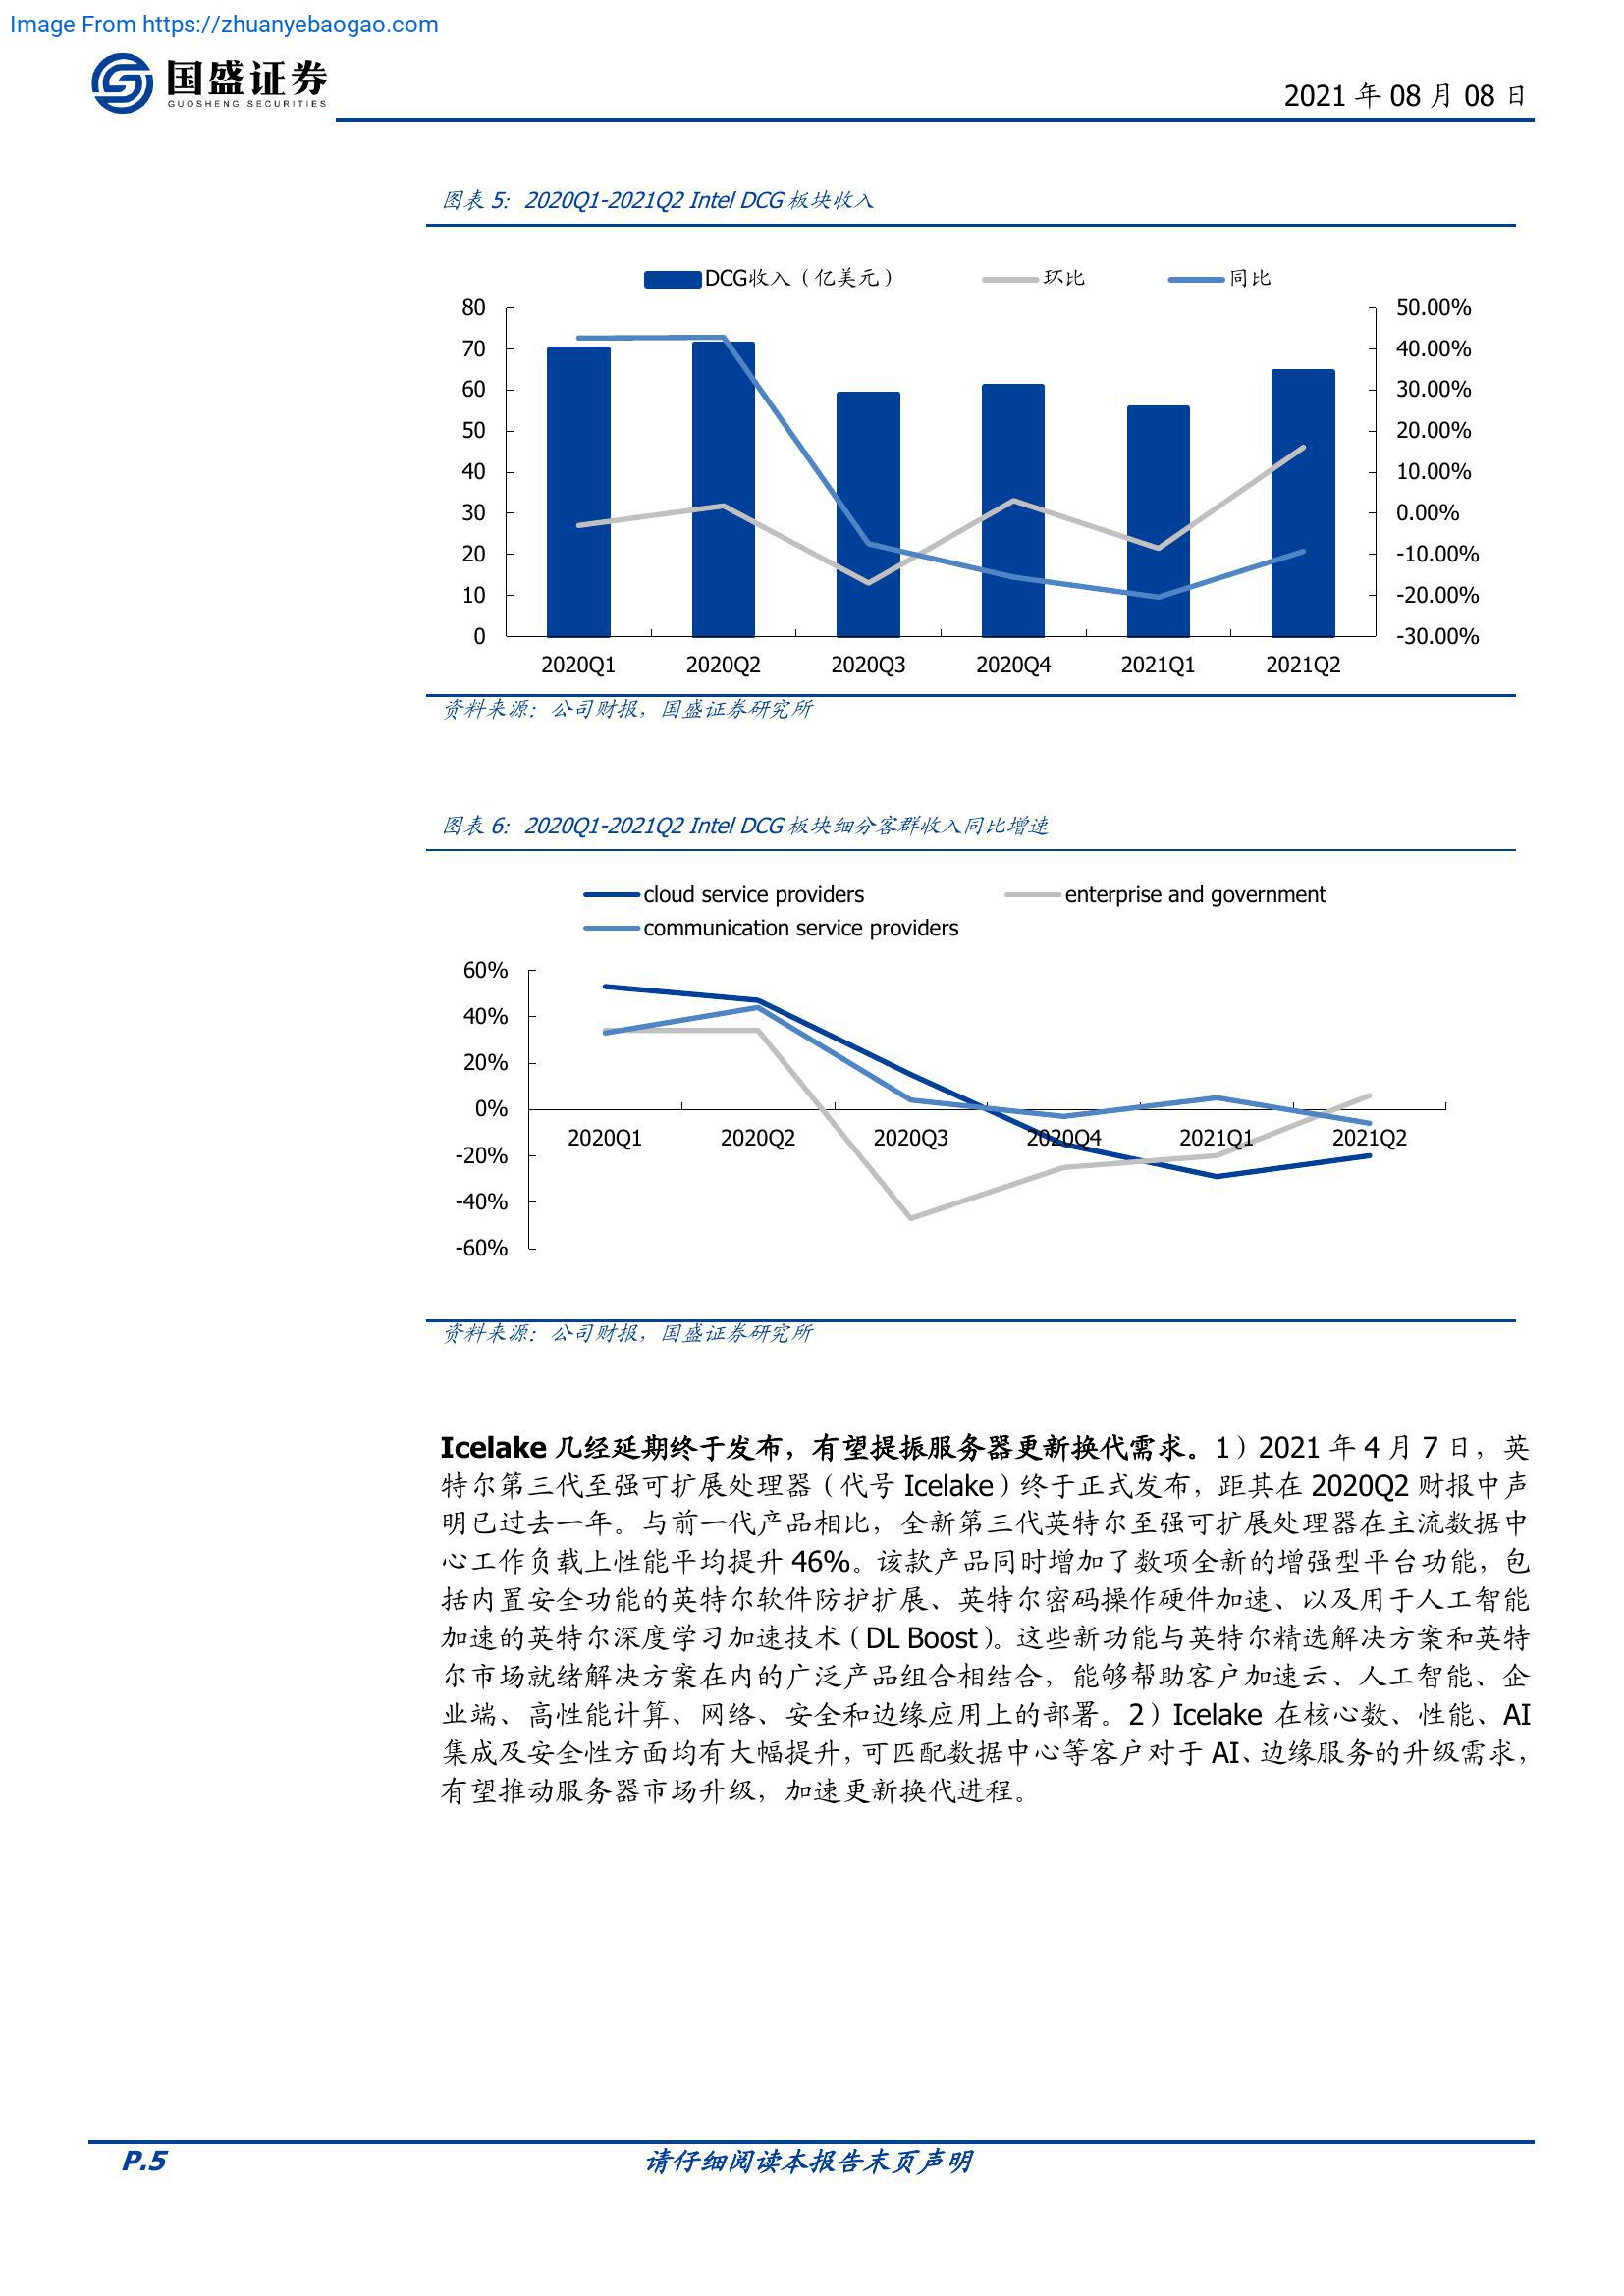 Image From https://zhuanyebaogao.com
国盛证券
GUOSHENG SECURITIES
2021 年 08 月 08 日
图表 5：2020Q1-2021Q2 Intel DCG 板块收入
DCG收入（亿美元） 环比 同比
80 50.00%
70 40.00%
60 30.00%
50 20.00%
40 10.00%
30 0.00%
20 -10.00%
10 -20.00%
0 -30.00%
2020Q1 2020Q2 2020Q3 2020Q4 2021Q1 2021Q2
资料来源：公司财报，国盛证券研究所
图表 6：2020Q1-2021Q2 Intel DCG 板块细分客群收入同比增速
cloud service providers enterprise and government
communication service providers
60%
40%
20%
0%
2020Q1 2020Q2 2020Q3 2020Q4 2021Q1 2021Q2
-20%
-40%
-60%
资料来源：公司财报，国盛证券研究所
Icelake 几经延期终于发布，有望提振服务器更新换代需求。1）2021 年 4 月 7 日，英
特尔第三代至强可扩展处理器（代号 Icelake）终于正式发布，距其在 2020Q2 财报中声
明已过去一年。与前一代产品相比，全新第三代英特尔至强可扩展处理器在主流数据中
心工作负载上性能平均提升 46%。该款产品同时增加了数项全新的增强型平台功能，包
括内置安全功能的英特尔软件防护扩展、英特尔密码操作硬件加速、以及用于人工智能
加速的英特尔深度学习加速技术（DL Boost）。这些新功能与英特尔精选解决方案和英特
尔市场就绪解决方案在内的广泛产品组合相结合，能够帮助客户加速云、人工智能、企
业端、高性能计算、网络、安全和边缘应用上的部署。2）Icelake 在核心数、性能、AI
集成及安全性方面均有大幅提升，可匹配数据中心等客户对于 AI、边缘服务的升级需求，
有望推动服务器市场升级，加速更新换代进程。
P.5 请仔细阅读本报告末页声明